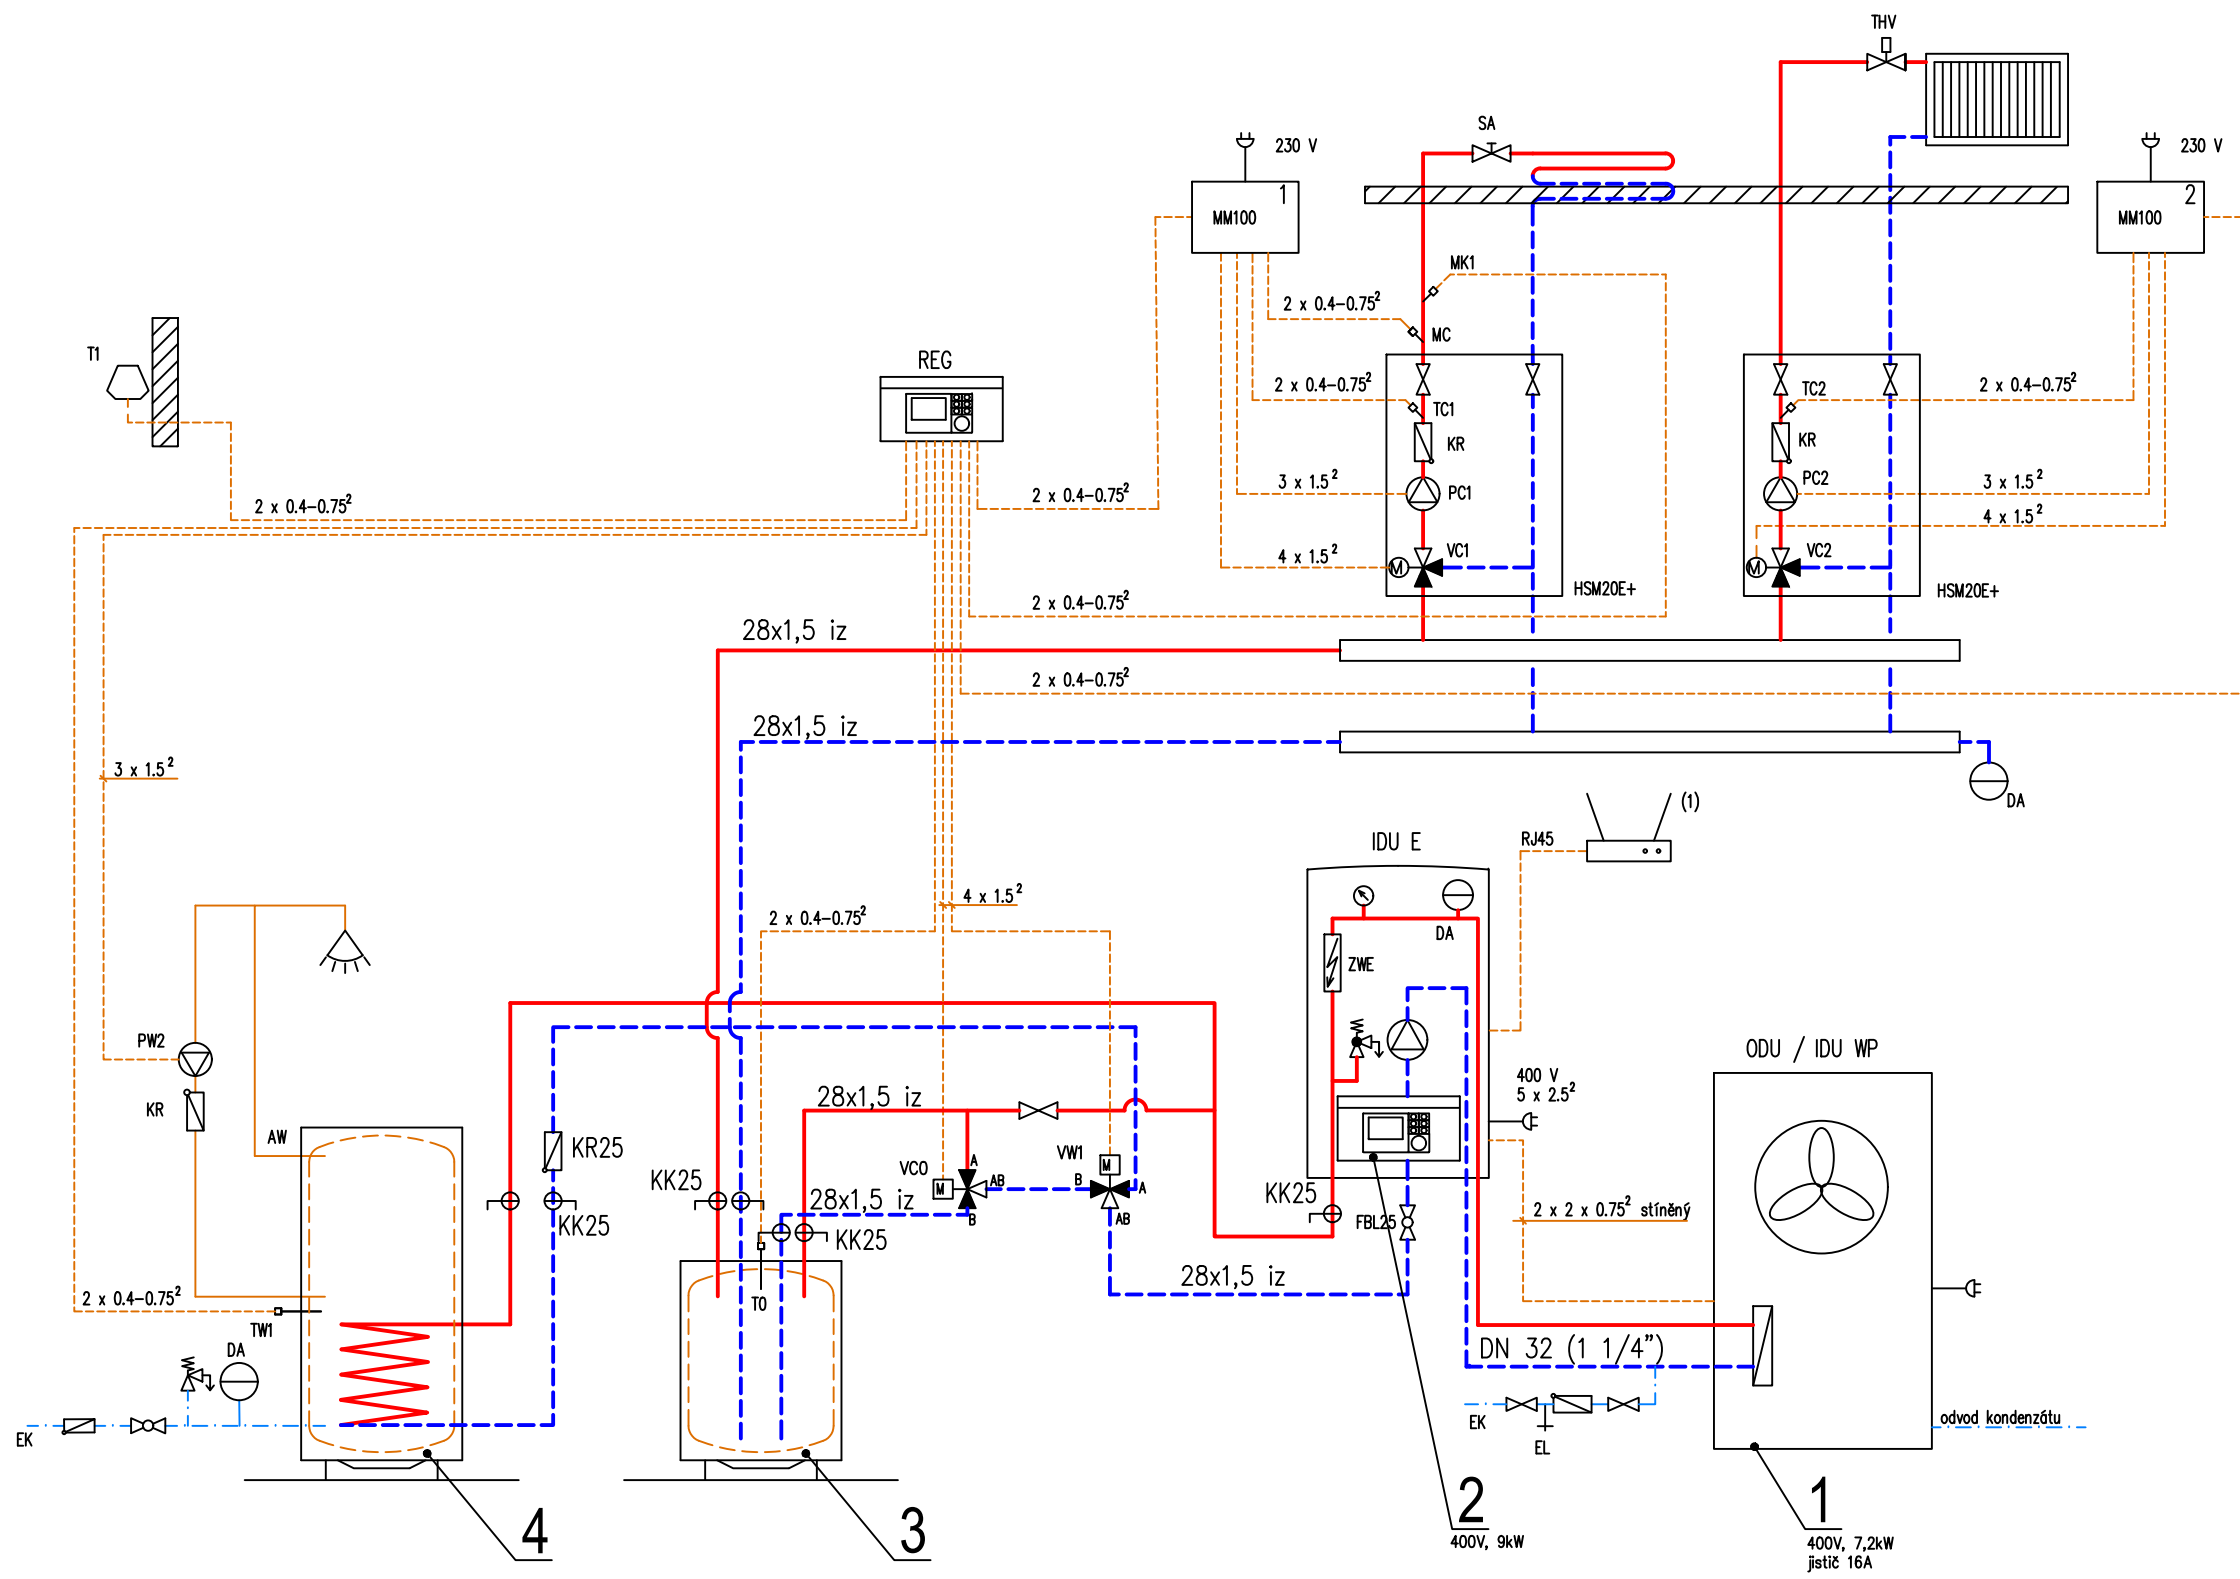 THV
SA
230 V
230 V
1
MM100
2
MM100
MK1
2 x 0.4-0.75²
MC
T1
REG
2 x 0.4-0.75²
TC1
TC2
2 x 0.4-0.75²
KR
KR
2 x 0.4-0.75²
2 x 0.4-0.75²
3 x 1.5²
PC1
PC2
3 x 1.5²
4 x 1.5²
4 x 1.5²
VC1
VC2
M
M
HSM20E+
HSM20E+
2 x 0.4-0.75²
28x1,5 iz
2 x 0.4-0.75²
28x1,5 iz
3 x 1.5²
DA
(1)
RJ45
IDU E
4 x 1.5²
2 x 0.4-0.75²
DA
ZWE
PW2
ODU / IDU WP
400 V
5 x 2.5²
KR
28x1,5 iz
AW
KR25
VC0
A
VW1
M
KK25
M
AB
B
A
KK25
28x1,5 iz
B
AB
KK25
FBL25
2 x 2 x 0.75² stíněný
KK25
KK25
28x1,5 iz
2 x 0.4-0.75²
T0
TW1
DA
DN 32 (1 1/4")
EK
EK
EL
odvod kondenzátu
4
3
2
400V, 9kW
1
400V, 7,2kW
jistič 16A